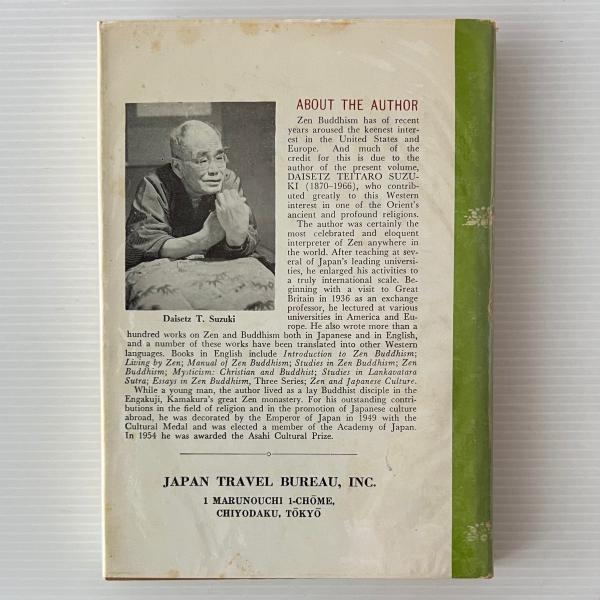 ABOUT THE AUTHOR
Zen Buddhism has of recent
years aroused the keenest inter-
est in the United States and
Europe. And much of the
credit for this is due to the
author of the present volume,
DAISETZ TEITARO SUZU-
KI (1870–1966), who contrib-
uted greatly to this Western
interest in one of the Orient's
ancient and profound religions.
The author was certainly the
most celebrated and eloquent
interpreter of Zen anywhere in
the world. After teaching at sev-
eral of Japan's leading universi-
ties, he enlarged his activities to
a truly international scale. Be-
ginning with a visit to Great
Britain in 1936 as an exchange
professor, he lectured at various
universities in America and Eu-
rope. He also wrote more than a
Daisetz T. Suzuki
hundred works on Zen and Buddhism both in Japanese and in English,
and a number of these works have been translated into other Western
languages. Books in English include Introduction to Zen Buddhism;
Living by Zen; Manual of Zen Buddhism; Studies in Zen Buddhism; Zen
Buddhism; Mysticism: Christian and Buddhist; Studies in Lankavatara
Sutra; Essays in Zen Buddhism, Three Series; Zen and Japanese Culture.
While a young man, the author lived as a lay Buddhist disciple in the
Engakuji, Kamakura's great Zen monastery. For his outstanding contri-
butions in the field of religion and in the promotion of Japanese culture
abroad, he was decorated by the Emperor of Japan in 1949 with the
Cultural Medal and was elected a member of the Academy of Japan.
In 1954 he was awarded the Asahi Cultural Prize.
JAPAN TRAVEL BUREAU, INC.
1 MARUNOUCHI 1-CHŌME,
CHIYODAKU, TŌKYŌ